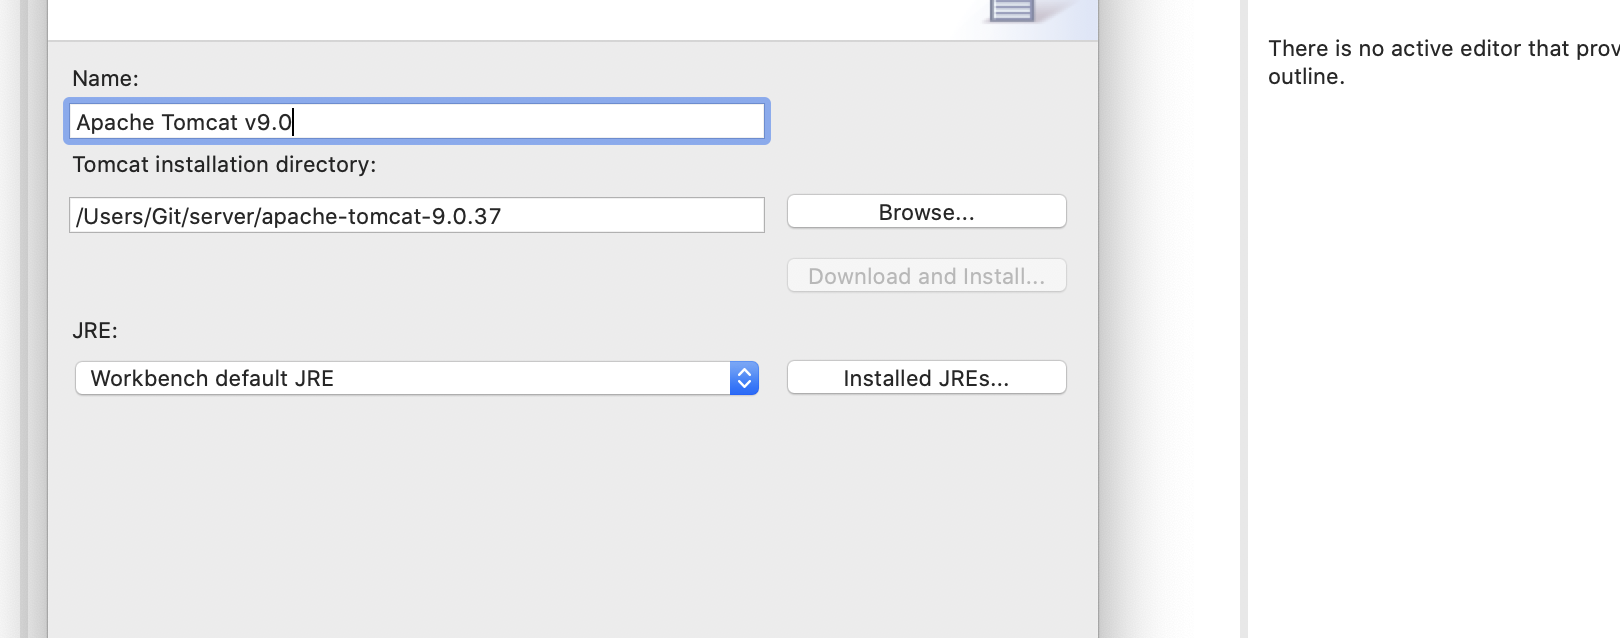 Name:
Apache Tomcat v9.0
Tomcat installation directory:
/Users/Git/server/apache-tomcat-9.0.37
Browse...
Download and Install...
JRE:
Workbench default JRE
Installed JREs...
There is no active editor that prov
outline.